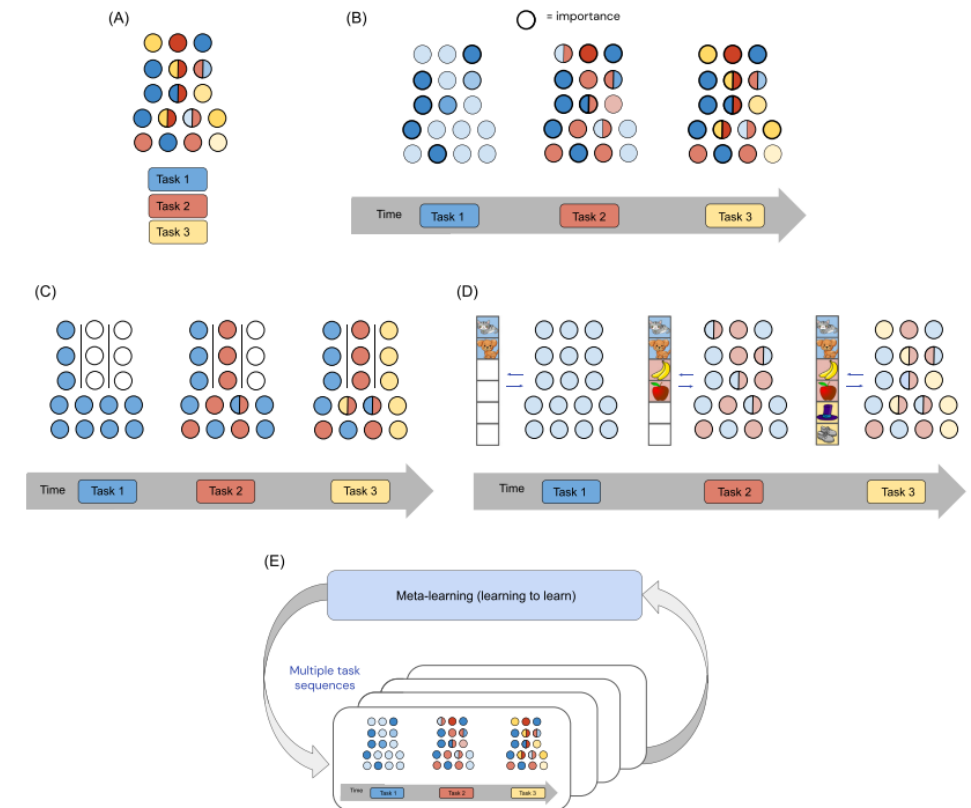 (A)
Task 1
Task 2
Task 3
(B)
= importance
Time
Task 1
Task 2
Task 3
(C)
Time
Task 1
Task 2
Task 3
(D)
Time
Task 1
Task 2
Task 3
(E)
Meta-learning (learning to learn)
Multiple task
sequences
Time
Task 1
Task 2
Task 3